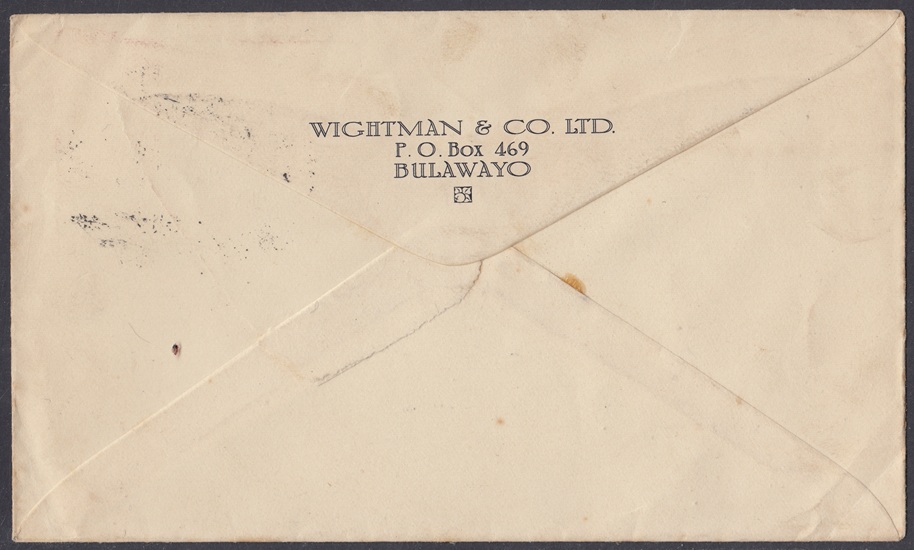 WIGHTMAN & CO. LTD.
P. O. Box 469
BULAWAYO